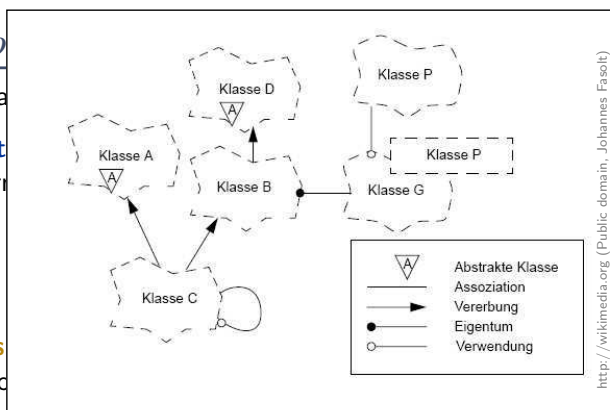 Klasse P
Klasse D
A
Klasse A
A
Klasse P
Klasse B
Klasse G
Klasse C
A Abstrakte Klasse
Assoziation
Vererbung
Eigentum
Verwendung
http://wikimedia.org (Public domain, Johannes Fasolt)